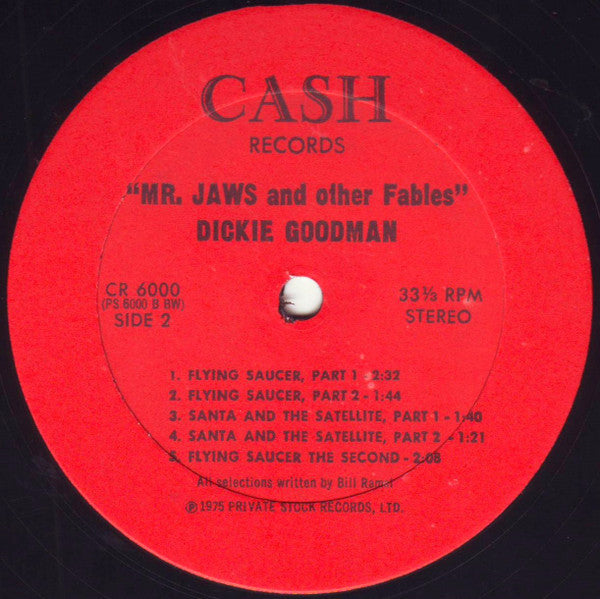 CASH
RECORDS
"MR. JAWS and other Fables"
DICKIE GOODMAN
CR 6000
(PS 6000 B BW)
SIDE 2
33⅓ RPM
STEREO
1. FLYING SAUCER, PART 1 - 2:32
2. FLYING SAUCER, PART 2 - 1:44
3. SANTA AND THE SATELLITE, PART 1 - 1:40
4. SANTA AND THE SATELLITE, PART 2 - 1:21
5. FLYING SAUCER THE SECOND - 2:08
All selections written by Bill Ramal
℗ 1975 PRIVATE STOCK RECORDS, LTD.